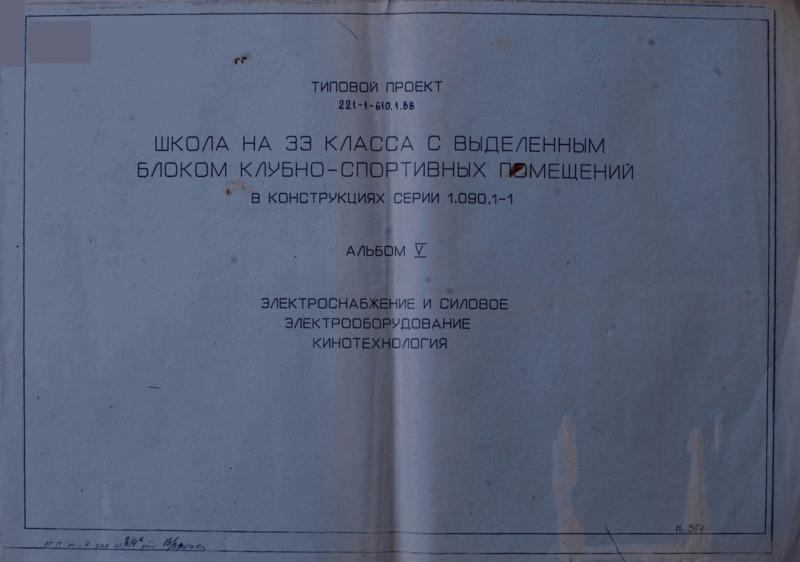 ТИПОВОЙ ПРОЕКТ
221-1-610.1.88
ШКОЛА НА 33 КЛАССА С ВЫДЕЛЕННЫМ
БЛОКОМ КЛУБНО-СПОРТИВНЫХ ПОМЕЩЕНИЙ
В КОНСТРУКЦИЯХ СЕРИИ 1.090.1-1
АЛЬБОМ V
ЭЛЕКТРОСНАБЖЕНИЕ И СИЛОВОЕ
ЭЛЕКТРООБОРУДОВАНИЕ
КИНОТЕХНОЛОГИЯ